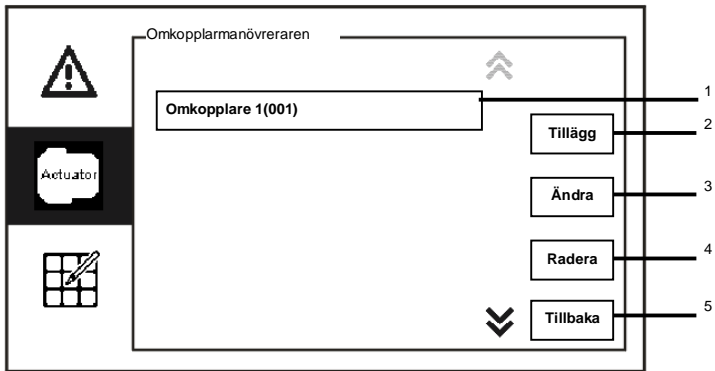 Omkopplarmanövreraren
Omkopplare 1(001)
1
Tillägg
2
Actuator
Ändra
3
Radera
4
Tillbaka
5